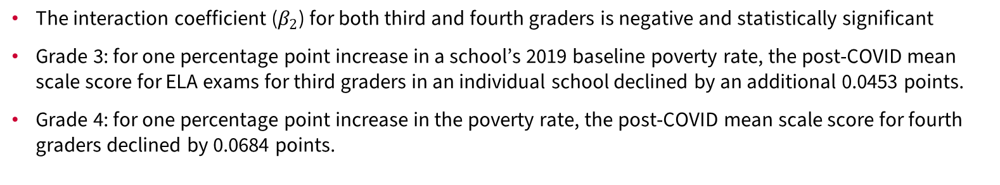 • The interaction coefficient (β₂) for both third and fourth graders is negative and statistically significant
• Grade 3: for one percentage point increase in a school’s 2019 baseline poverty rate, the post-COVID mean
scale score for ELA exams for third graders in an individual school declined by an additional 0.0453 points.
• Grade 4: for one percentage point increase in the poverty rate, the post-COVID mean scale score for fourth
graders declined by 0.0684 points.